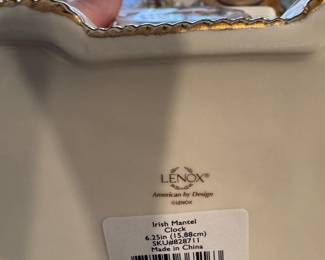 LENOX®
American by Design
©LENOX
Irish Mantel
Clock
6.25in (15.88cm)
SKU#828711
Made in China